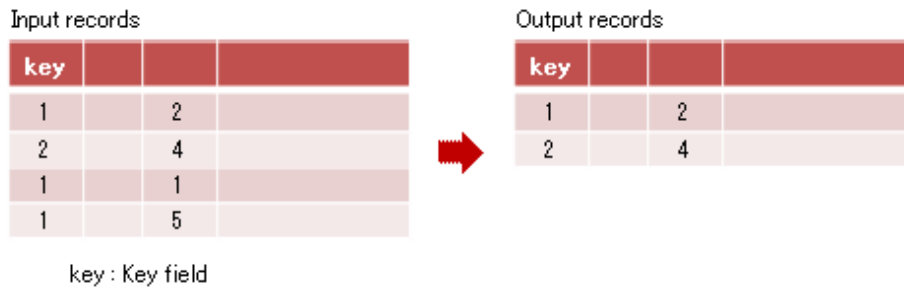 Input records
key
1 2
2 4
1 1
1 5
key : Key field
Output records
key
1 2
2 4